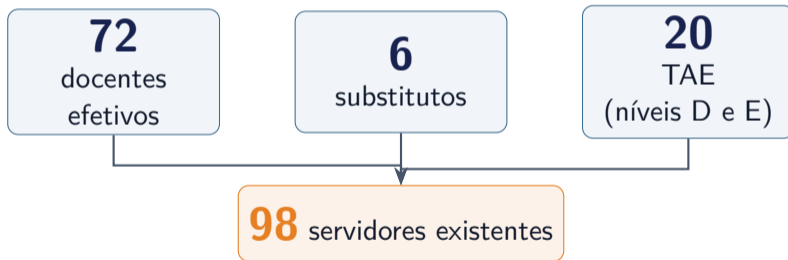 72
docentes
efetivos
6
substitutos
20
TAE
(níveis D e E)
98 servidores existentes